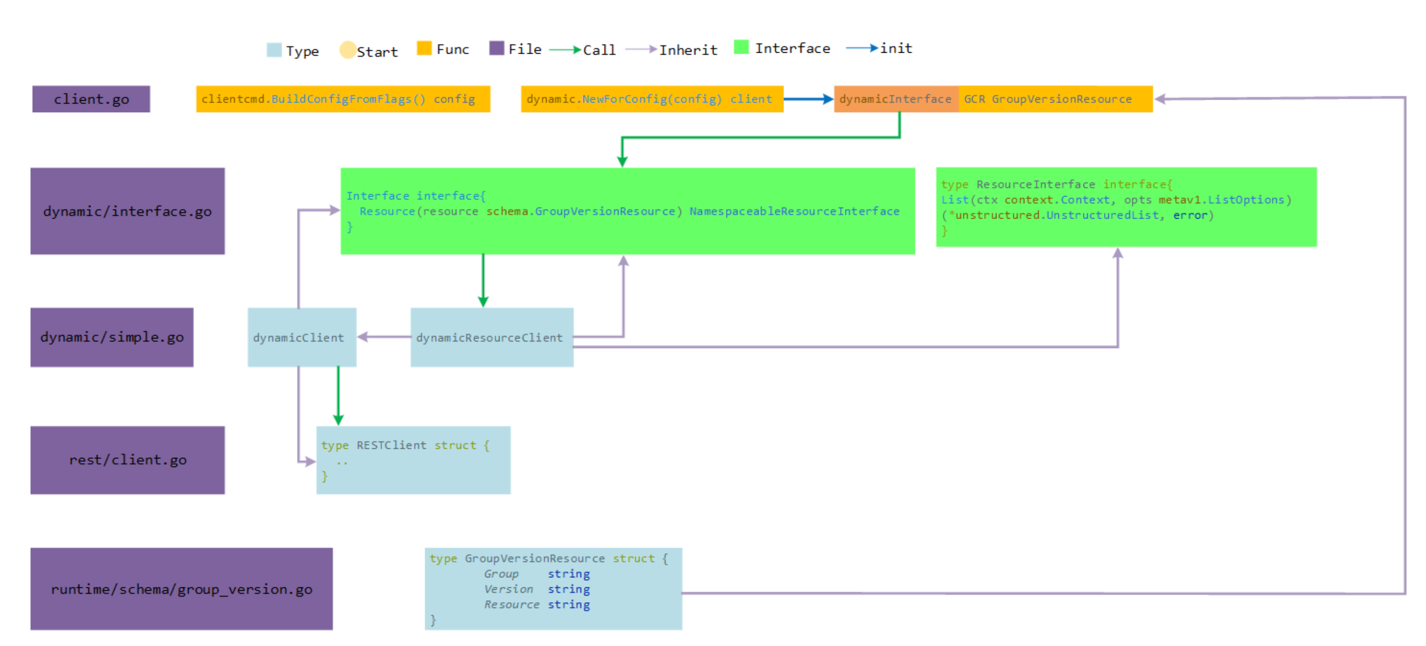 Type Start Func File Call Inherit Interface init
client.go
clientcmd.BuildConfigFromFlags() config
dynamic.NewForConfig(config) client
dynamicInterface GCR GroupVersionResource
dynamic/interface.go
Interface interface{
Resource(resource schema.GroupVersionResource) NamespaceableResourceInterface
}
type ResourceInterface interface{
List(ctx context.Context, opts metav1.ListOptions)
(*unstructured.UnstructuredList, error)
}
dynamic/simple.go
dynamicClient
dynamicResourceClient
rest/client.go
type RESTClient struct {
..
}
runtime/schema/group_version.go
type GroupVersionResource struct {
Group string
Version string
Resource string
}